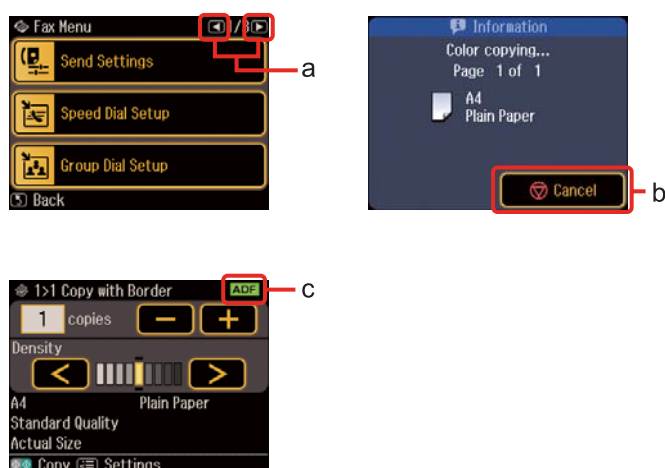 Fax Menu 1/3
Send Settings
Speed Dial Setup
Group Dial Setup
Back
a
Information
Color copying...
Page 1 of 1
A4
Plain Paper
Cancel
b
1>1 Copy with Border ADF
1 copies − +
Density
< >
A4 Plain Paper
Standard Quality
Actual Size
Copy Settings
c